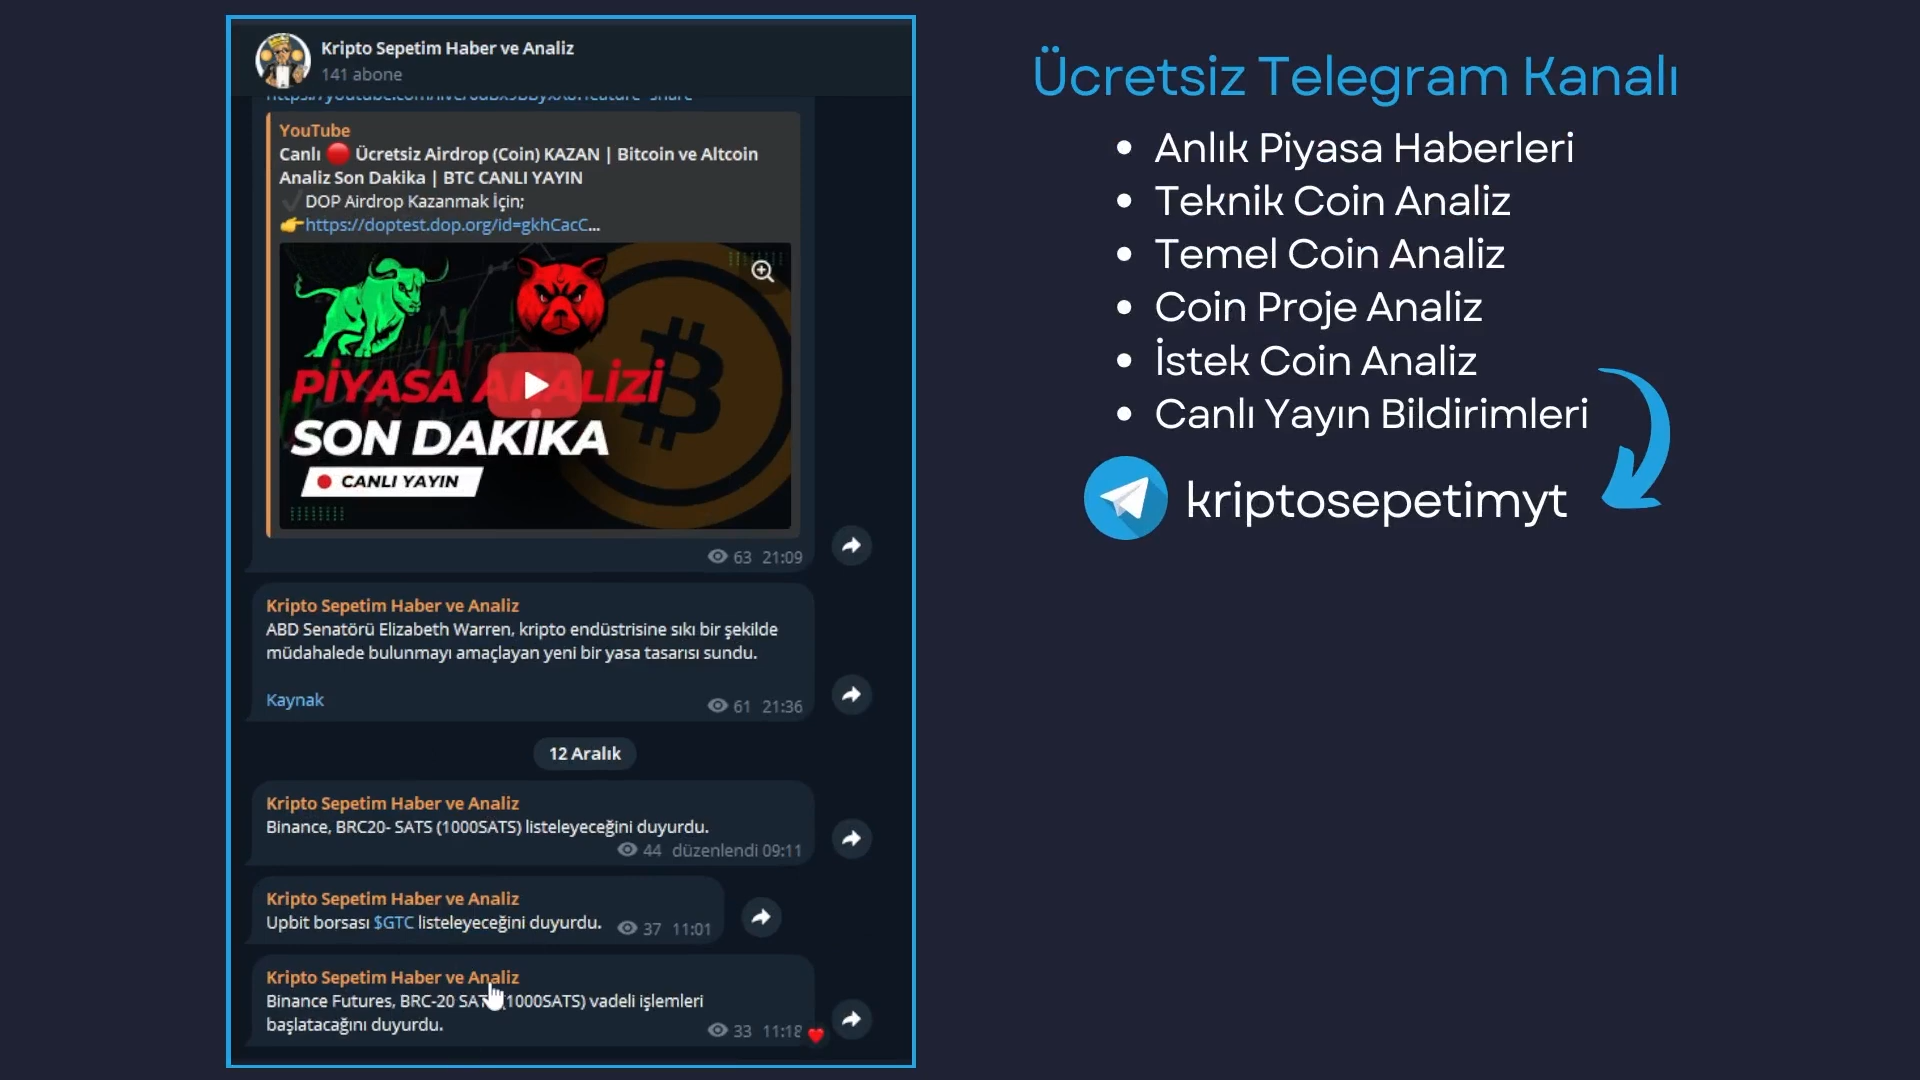 Kripto Sepetim Haber ve Analiz
141 abone
YouTube
Canlı 🔴 Ücretsiz Airdrop (Coin) KAZAN | Bitcoin ve Altcoin
Analiz Son Dakika | BTC CANLI YAYIN
✔️DOP Airdrop Kazanmak İçin;
👉https://doptest.dop.org/id=gkhCacC...
PİYASA ANALİZİ
SON DAKİKA
CANLI YAYIN
63 21:09
Kripto Sepetim Haber ve Analiz
ABD Senatörü Elizabeth Warren, kripto endüstrisine sıkı bir şekilde
müdahalede bulunmayı amaçlayan yeni bir yasa tasarısı sundu.
Kaynak
61 21:36
12 Aralık
Kripto Sepetim Haber ve Analiz
Binance, BRC20- SATS (1000SATS) listeleyeceğini duyurdu.
44 düzenlendi 09:11
Kripto Sepetim Haber ve Analiz
Upbit borsası $GTC listeleyeceğini duyurdu.
37 11:01
Kripto Sepetim Haber ve Analiz
Binance Futures, BRC-20 SATS (1000SATS) vadeli işlemleri
başlatacağını duyurdu.
33 11:18 ❤️
Ücretsiz Telegram Kanalı
• Anlık Piyasa Haberleri
• Teknik Coin Analiz
• Temel Coin Analiz
• Coin Proje Analiz
• İstek Coin Analiz
• Canlı Yayın Bildirimleri
kriptosepetimyt